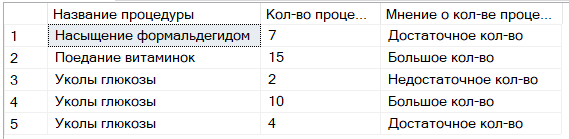 Название процедуры Кол-во проце... Мнение о кол-ве проце...
1 Насыщение формальдегидом 7 Достаточное кол-во
2 Поедание витаминок 15 Большое кол-во
3 Уколы глюкозы 2 Недостаточное кол-во
4 Уколы глюкозы 10 Большое кол-во
5 Уколы глюкозы 4 Достаточное кол-во